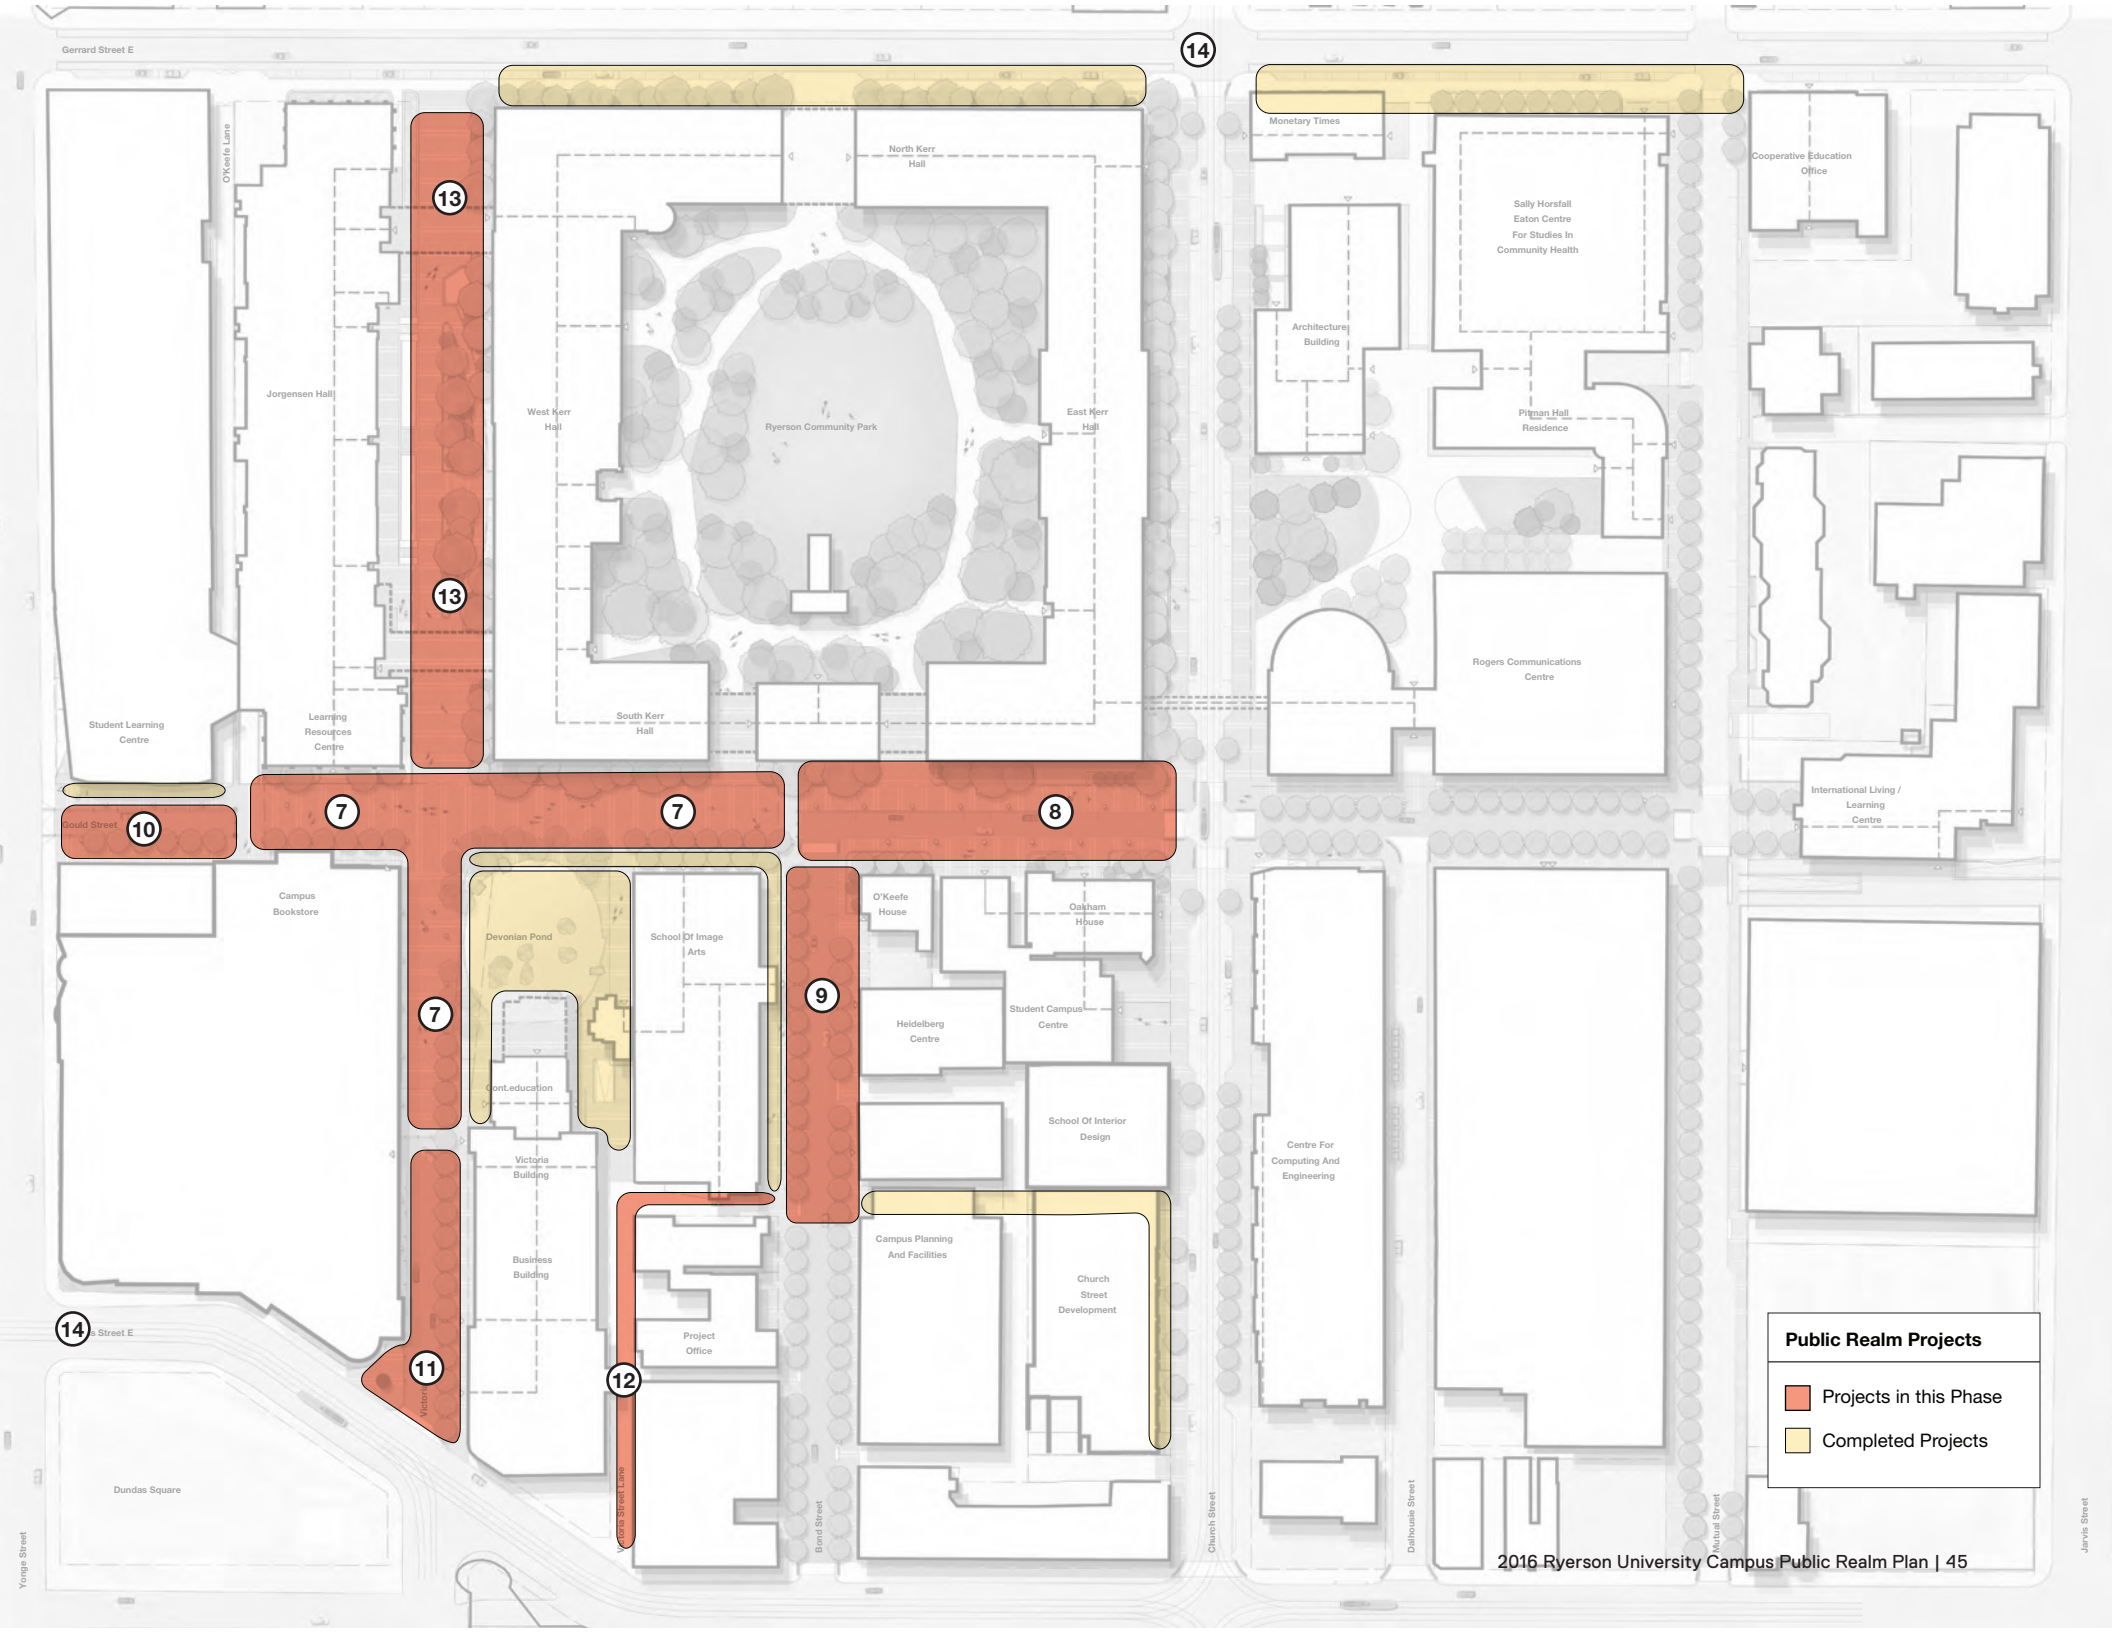 Gerrard Street E
14
O'Keefe Lane
Monetary Times
North Kerr
Hall
Cooperative Education
Office
13
Sally Horsfall
Eaton Centre
For Studies In
Community Health
Architecture
Building
Jorgensen Hall
West Kerr
Hall
Ryerson Community Park
East Kerr
Hall
Pitman Hall
Residence
13
Rogers Communications
Centre
Student Learning
Centre
Learning
Resources
Centre
South Kerr
Hall
International Living /
Learning
Centre
Gould Street
10
7
7
8
Campus
Bookstore
O'Keefe
House
Oakham
House
Devonian Pond
School Of Image
Arts
9
7
Heidelberg
Centre
Student Campus
Centre
Cont.education
School Of Interior
Design
Centre For
Computing And
Engineering
Victoria
Building
Campus Planning
And Facilities
Business
Building
Church
Street
Development
14
s Street E
Project
Office
11
Victoria
12
Public Realm Projects
Projects in this Phase
Completed Projects
Dundas Square
Yonge Street
Victoria Street Lane
Bond Street
Church Street
Dalhousie Street
Mutual Street
Jarvis Street
2016 Ryerson University Campus Public Realm Plan | 45